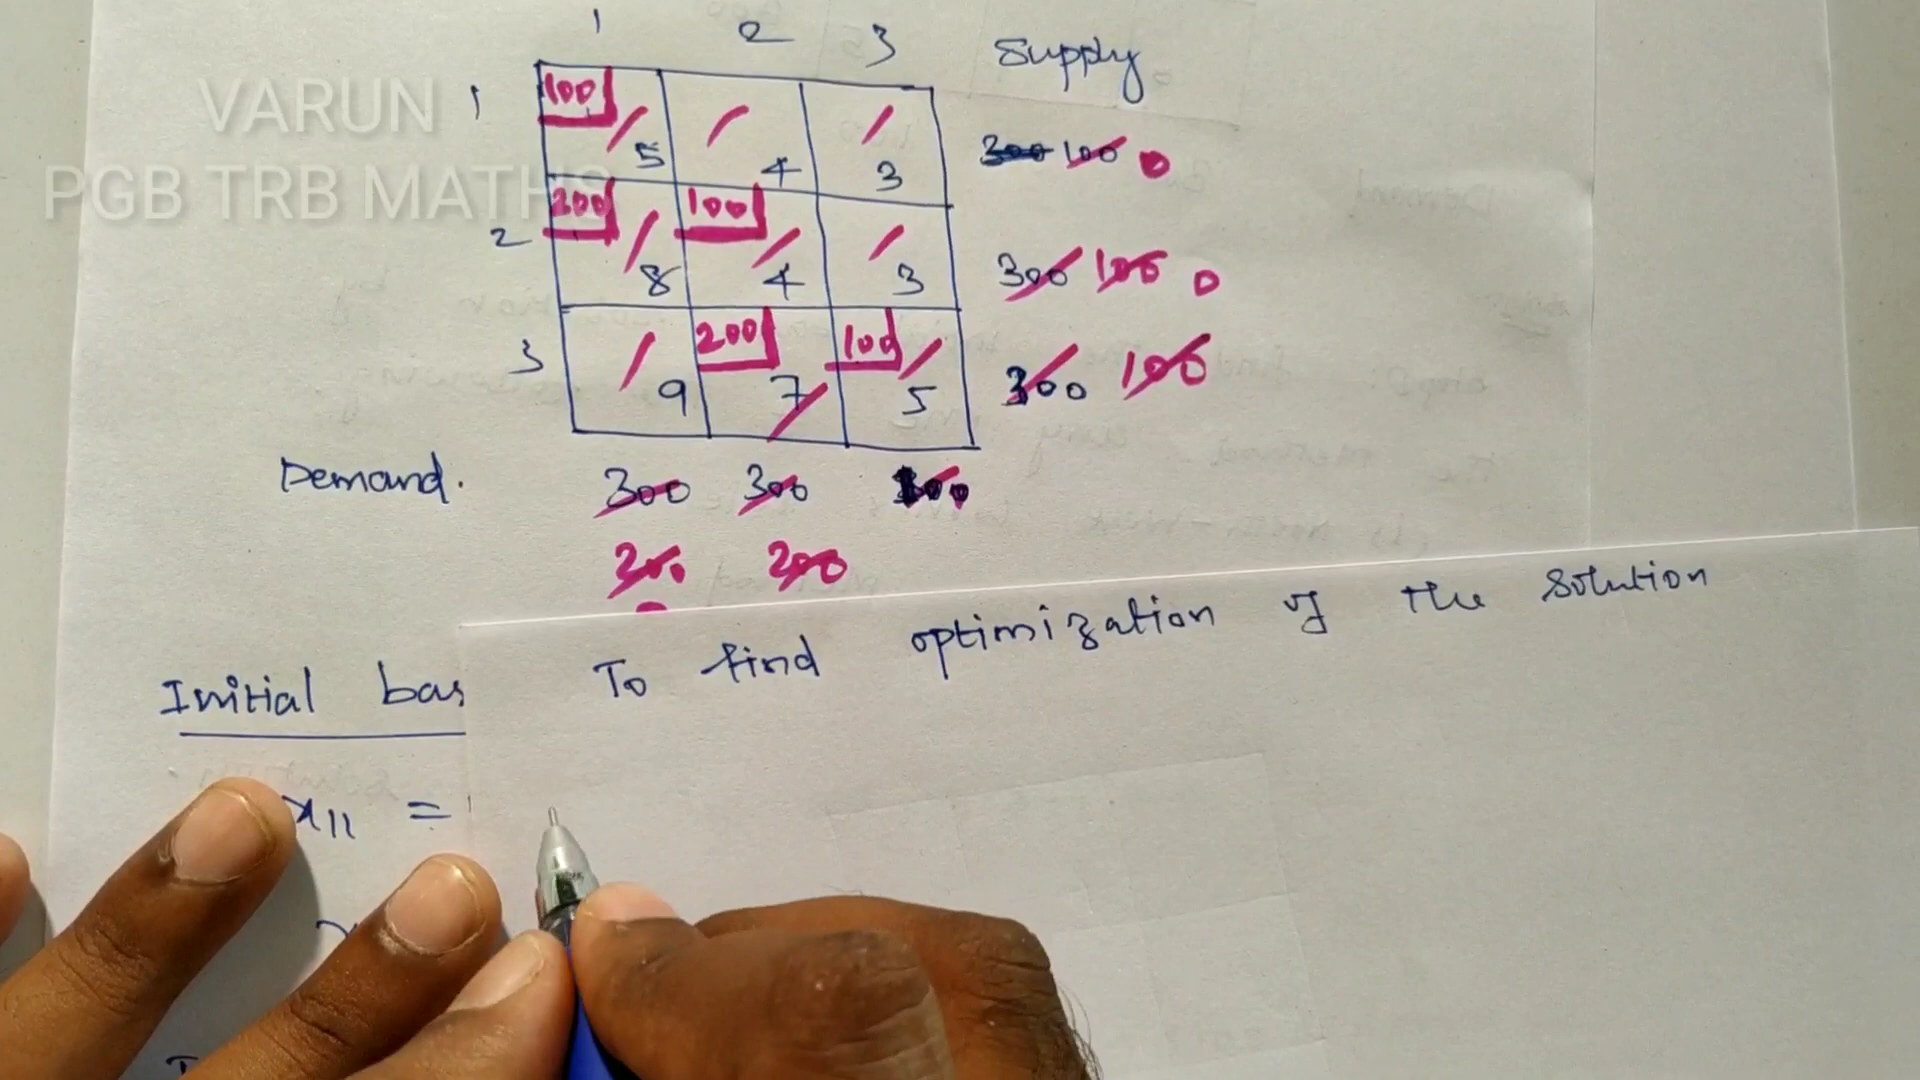 VARUN
PGB TRB MATHS
1 2 3 Supply
1 100 5 4 3 300 100 0
2 200 8 100 4 3 300 100 0
3 9 200 7 100 5 300 100
Demand. 300 300
200 200
To find optimization of the solution
Initial bas
x11 =